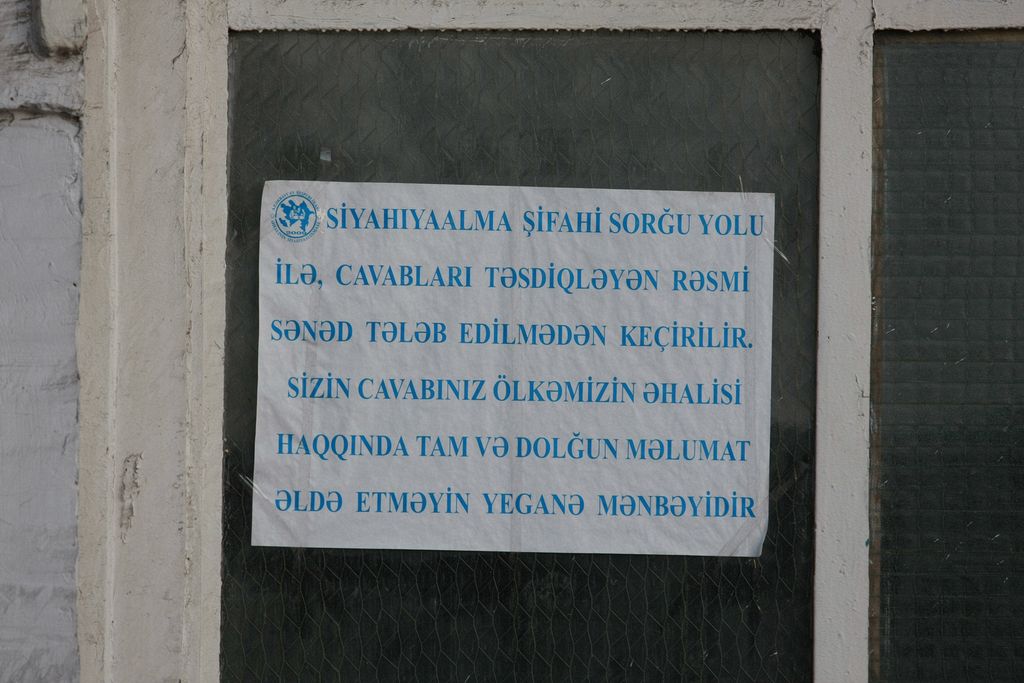 SİYAHIYAALMA ŞİFAHİ SORĞU YOLU
İLƏ, CAVABLARI TƏSDİQLƏYƏN RƏSMİ
SƏNƏD TƏLƏB EDİLMƏDƏN KEÇİRİLİR.
SİZİN CAVABINIZ ÖLKƏMİZİN ƏHALİSİ
HAQQINDA TAM VƏ DOLĞUN MƏLUMAT
ƏLDƏ ETMƏYİN YEGANƏ MƏNBƏYİDİR